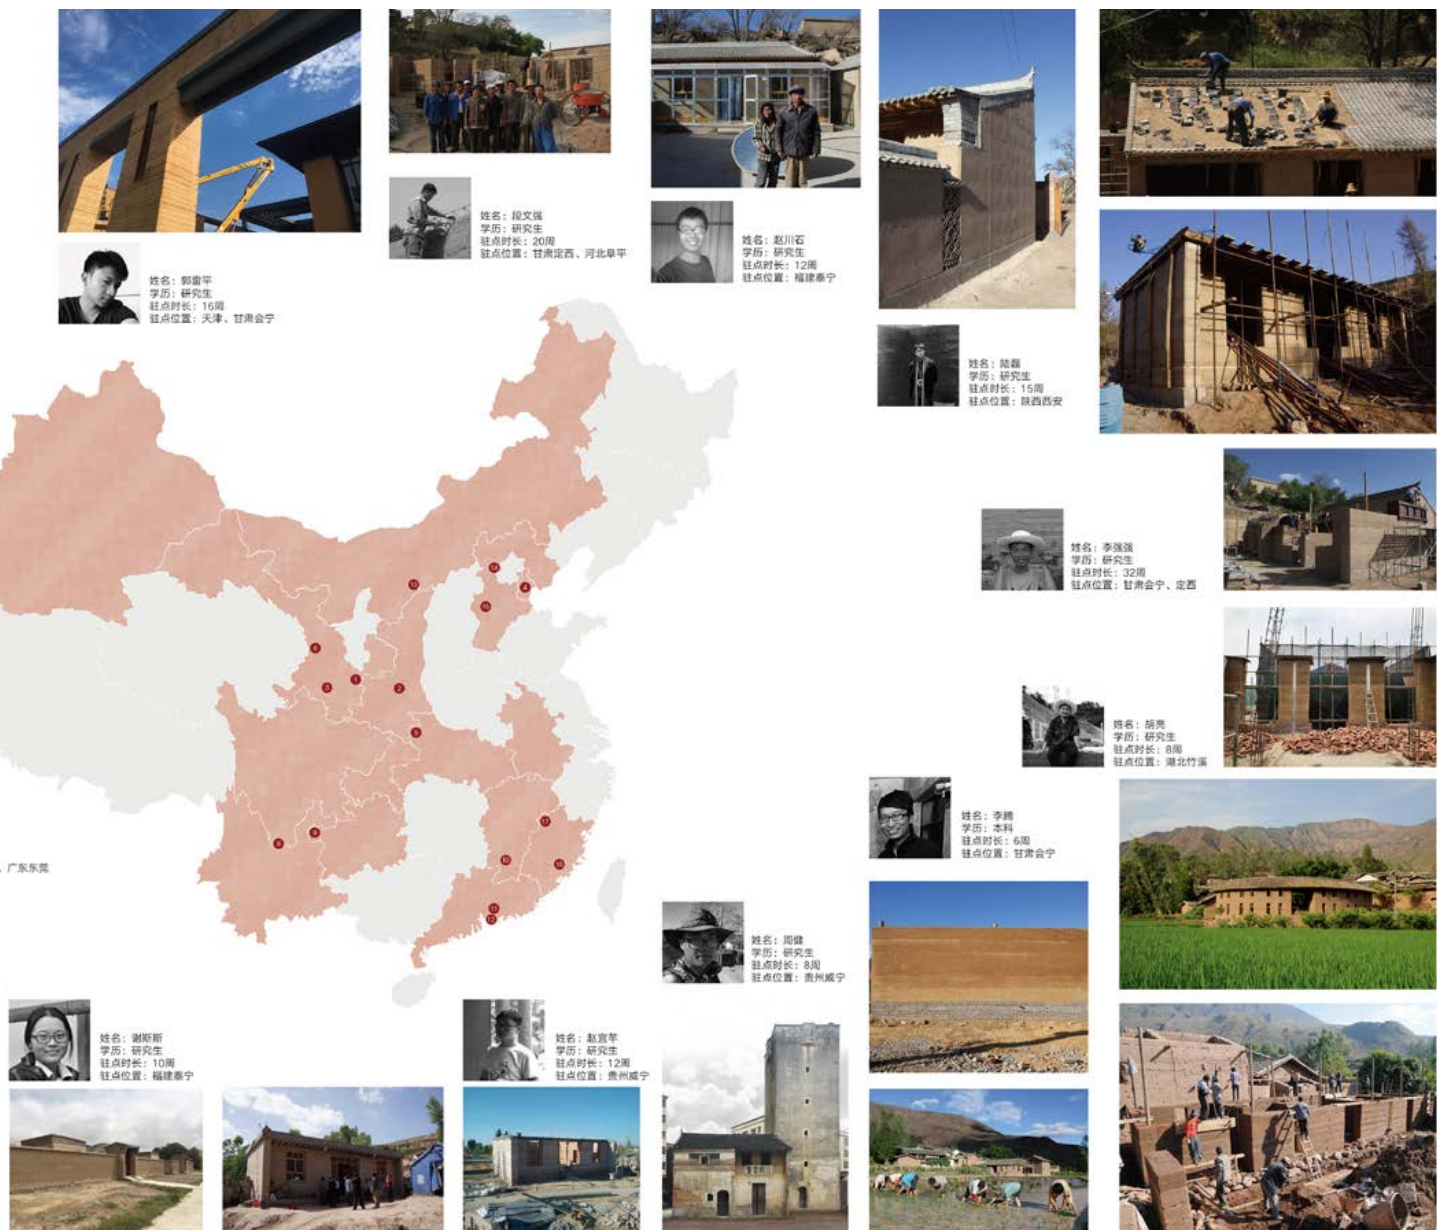 姓名：段文强
学历：研究生
驻点时长：20周
驻点位置：甘肃定西、河北阜平
姓名：赵川石
学历：研究生
驻点时长：12周
驻点位置：福建泰宁
姓名：郭雷平
学历：研究生
驻点时长：16周
驻点位置：天津、甘肃会宁
姓名：陆磊
学历：研究生
驻点时长：15周
驻点位置：陕西西安
姓名：李强强
学历：研究生
驻点时长：32周
驻点位置：甘肃会宁、定西
姓名：胡亮
学历：研究生
驻点时长：8周
驻点位置：湖北竹溪
姓名：李腾
学历：本科
驻点时长：6周
驻点位置：甘肃会宁
、广东东莞
姓名：周健
学历：研究生
驻点时长：8周
驻点位置：贵州威宁
姓名：谢斯斯
学历：研究生
驻点时长：10周
驻点位置：福建泰宁
姓名：赵宜芊
学历：研究生
驻点时长：12周
驻点位置：贵州威宁
14
4
6
1
3
2
5
17
9
8
10
11